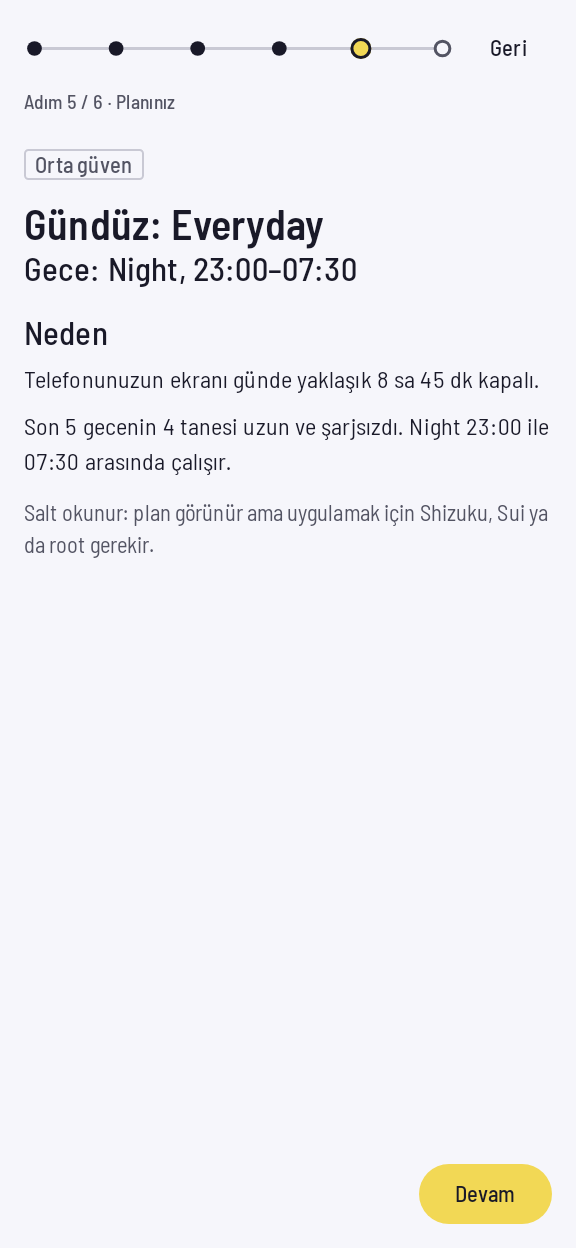 Geri
Adım 5 / 6 · Planınız
Orta güven
Gündüz: Everyday
Gece: Night, 23:00–07:30
Neden
Telefonunuzun ekranı günde yaklaşık 8 sa 45 dk kapalı.
Son 5 gecenin 4 tanesi uzun ve şarjsızdı. Night 23:00 ile
07:30 arasında çalışır.
Salt okunur: plan görünür ama uygulamak için Shizuku, Sui ya
da root gerekir.
Devam